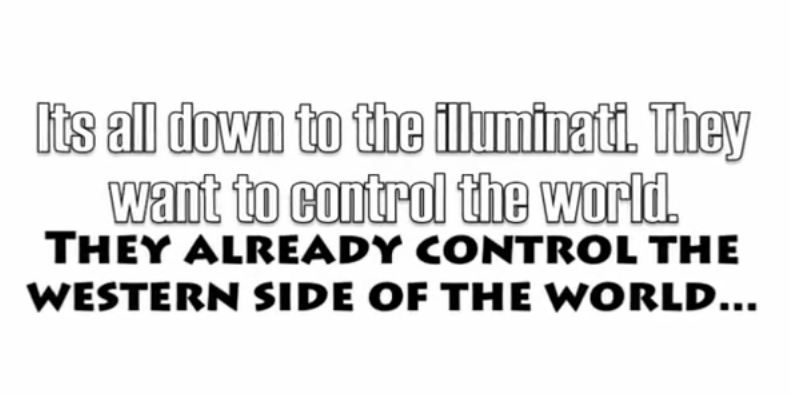 Its all down to the illuminati. They
want to control the world.
THEY ALREADY CONTROL THE
WESTERN SIDE OF THE WORLD...